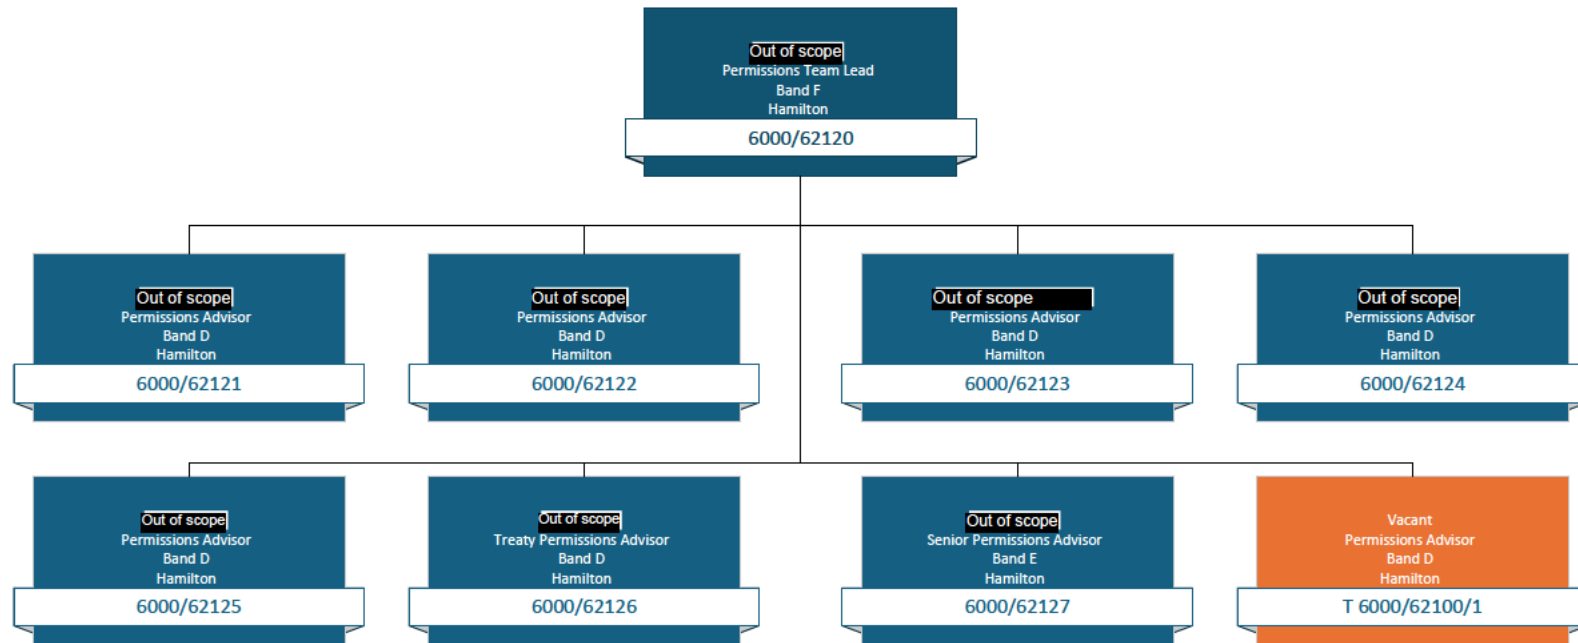 Out of scope
Permissions Team Lead
Band F
Hamilton
6000/62120
Out of scope
Permissions Advisor
Band D
Hamilton
6000/62121
Out of scope
Permissions Advisor
Band D
Hamilton
6000/62122
Out of scope
Permissions Advisor
Band D
Hamilton
6000/62123
Out of scope
Permissions Advisor
Band D
Hamilton
6000/62124
Out of scope
Permissions Advisor
Band D
Hamilton
6000/62125
Out of scope
Treaty Permissions Advisor
Band D
Hamilton
6000/62126
Out of scope
Senior Permissions Advisor
Band E
Hamilton
6000/62127
Vacant
Permissions Advisor
Band D
Hamilton
T 6000/62100/1